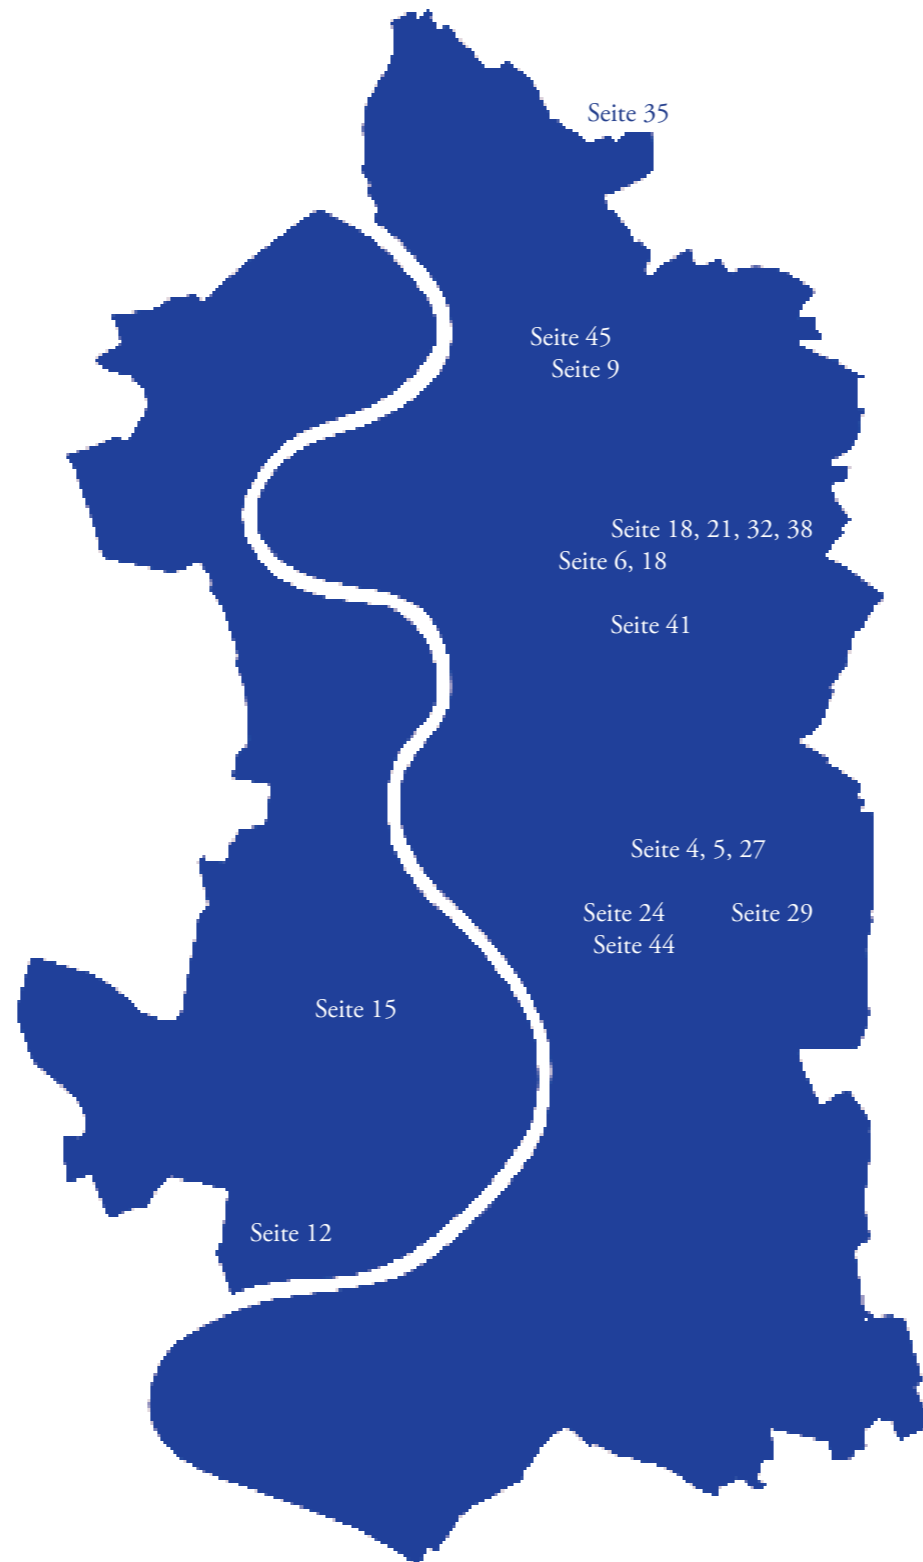 Seite 35
Seite 45
Seite 9
Seite 18, 21, 32, 38
Seite 6, 18
Seite 41
Seite 4, 5, 27
Seite 24
Seite 29
Seite 44
Seite 15
Seite 12